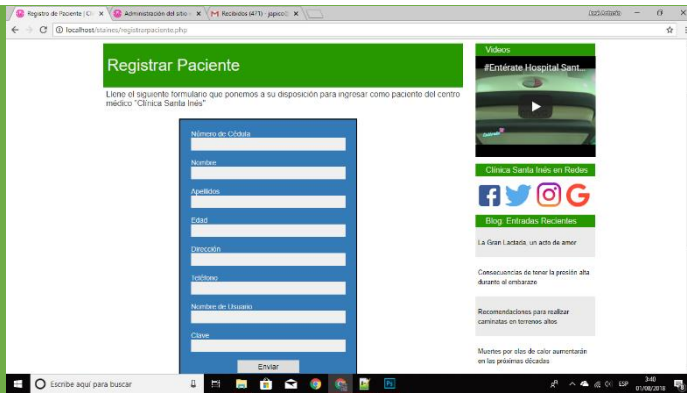 Registro de Paciente | Cl
Administración del sitio
Recibidos (471) - japico
localhost/staines/registrarpaciente.php
Registrar Paciente
Llene el siguiente formulario que ponemos a su disposición para ingresar como paciente del centro
médico "Clínica Santa Inés"
Número de Cédula
Nombre
Apellidos
Edad
Dirección
Teléfono
Nombre de Usuario
Clave
Enviar
Videos
#Entérate Hospital Sant...
Clínica Santa Inés en Redes
Blog: Entradas Recientes
La Gran Lactada, un acto de amor
Consecuencias de tener la presión alta
durante el embarazo
Recomendaciones para realizar
caminatas en terrenos altos
Muertes por olas de calor aumentarán
en las próximas décadas
Escribe aquí para buscar
ESP
3:40
01/08/2018